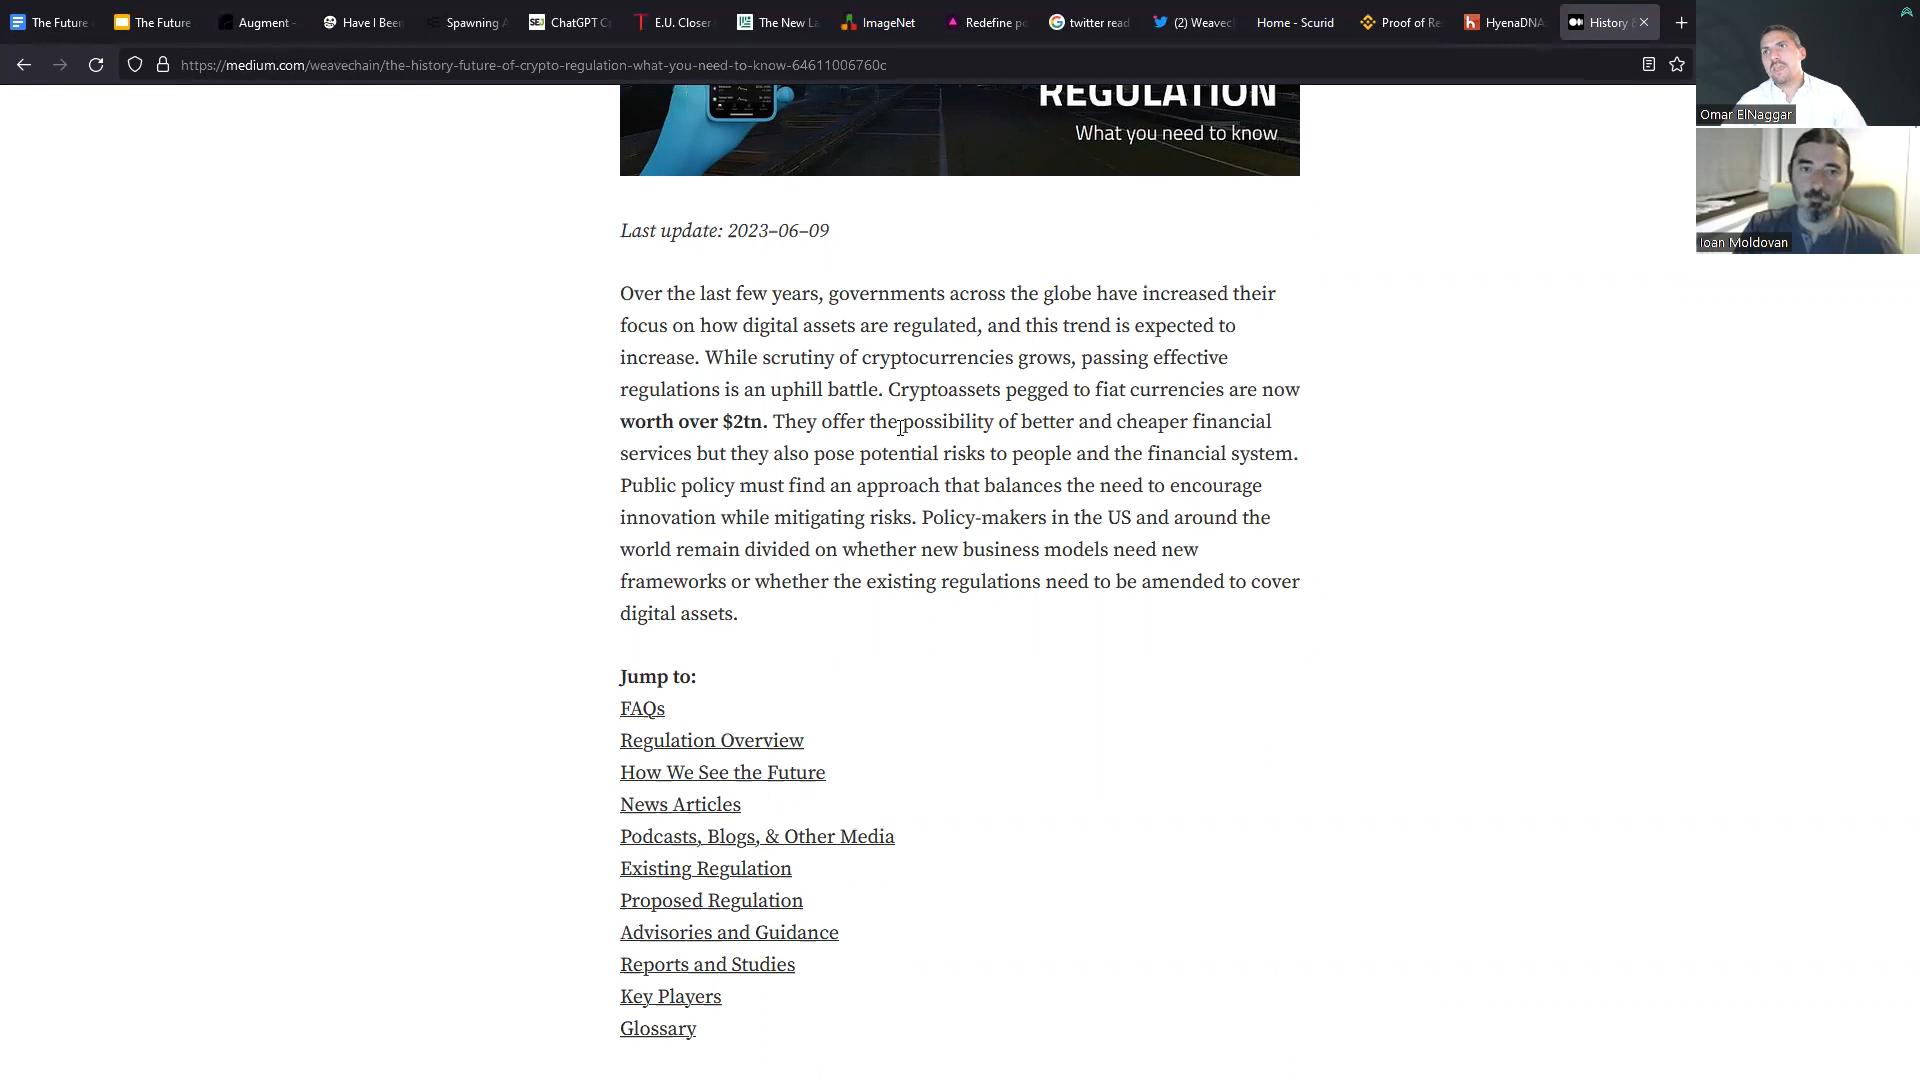 The Future
The Future
Augment -
Have I Been
Spawning A
ChatGPT C
E.U. Closer
The New La
ImageNet
Redefine po
twitter read
(2) Weavec
Home - Scurid
Proof of Re
HyenaDNA:
History &
https://medium.com/weavechain/the-history-future-of-crypto-regulation-what-you-need-to-know-64611006760c
Omar ElNaggar
Ioan Moldovan
REGULATION
What you need to know
Last update: 2023–06–09
Over the last few years, governments across the globe have increased their
focus on how digital assets are regulated, and this trend is expected to
increase. While scrutiny of cryptocurrencies grows, passing effective
regulations is an uphill battle. Cryptoassets pegged to fiat currencies are now
worth over $2tn. They offer the possibility of better and cheaper financial
services but they also pose potential risks to people and the financial system.
Public policy must find an approach that balances the need to encourage
innovation while mitigating risks. Policy-makers in the US and around the
world remain divided on whether new business models need new
frameworks or whether the existing regulations need to be amended to cover
digital assets.
Jump to:
FAQs
Regulation Overview
How We See the Future
News Articles
Podcasts, Blogs, & Other Media
Existing Regulation
Proposed Regulation
Advisories and Guidance
Reports and Studies
Key Players
Glossary